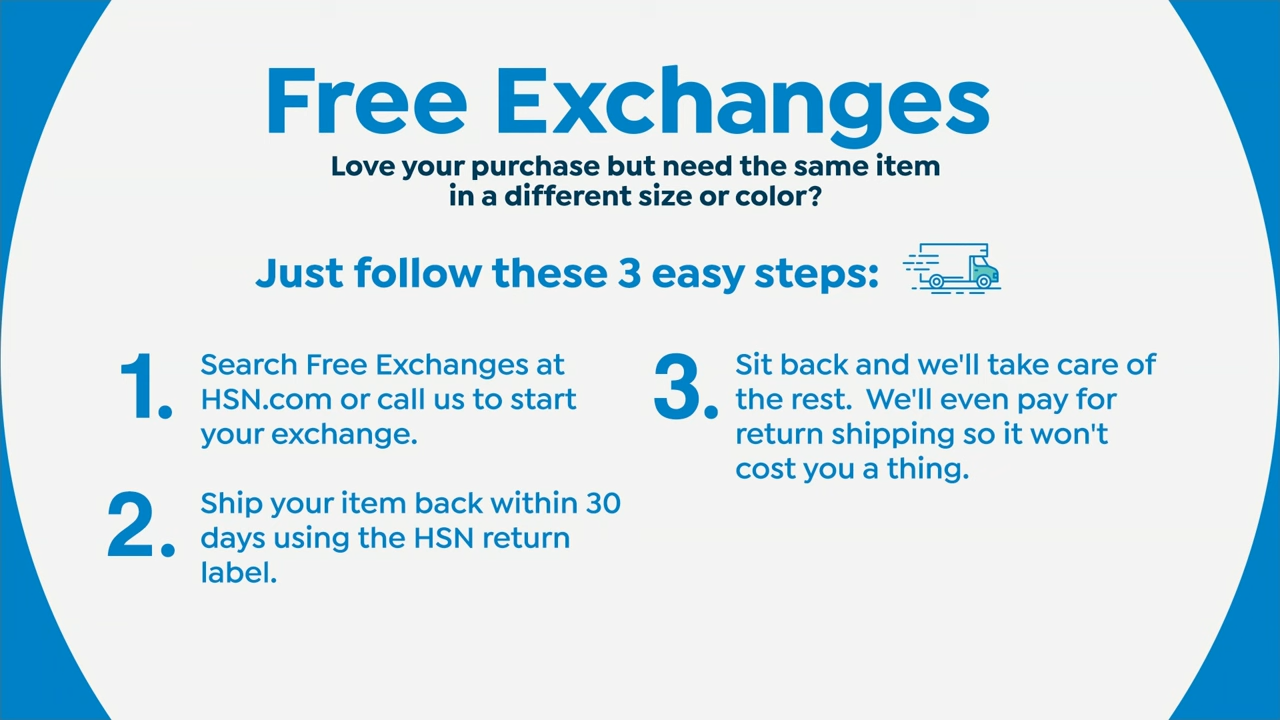 Free Exchanges
Love your purchase but need the same item
in a different size or color?
Just follow these 3 easy steps:
1. Search Free Exchanges at
HSN.com or call us to start
your exchange.
2. Ship your item back within 30
days using the HSN return
label.
3. Sit back and we'll take care of
the rest.  We'll even pay for
return shipping so it won't
cost you a thing.